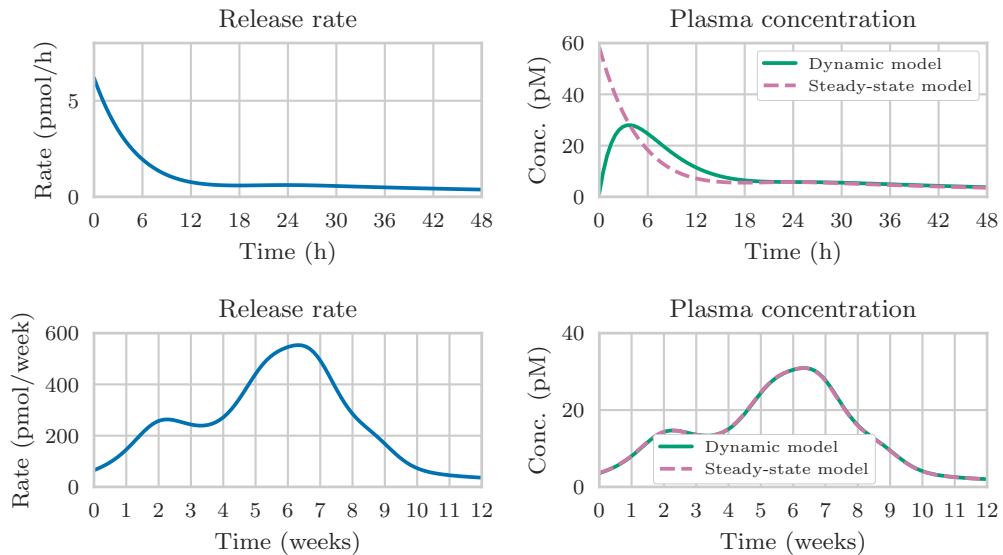 Release rate
Rate (pmol/h)
5
0
0 6 12 18 24 30 36 42 48
Time (h)
Plasma concentration
Conc. (pM)
60
40
20
0
Dynamic model
Steady-state model
0 6 12 18 24 30 36 42 48
Time (h)
Release rate
Rate (pmol/week)
600
400
200
0
0 1 2 3 4 5 6 7 8 9 10 11 12
Time (weeks)
Plasma concentration
Conc. (pM)
40
20
0
Dynamic model
Steady-state model
0 1 2 3 4 5 6 7 8 9 10 11 12
Time (weeks)